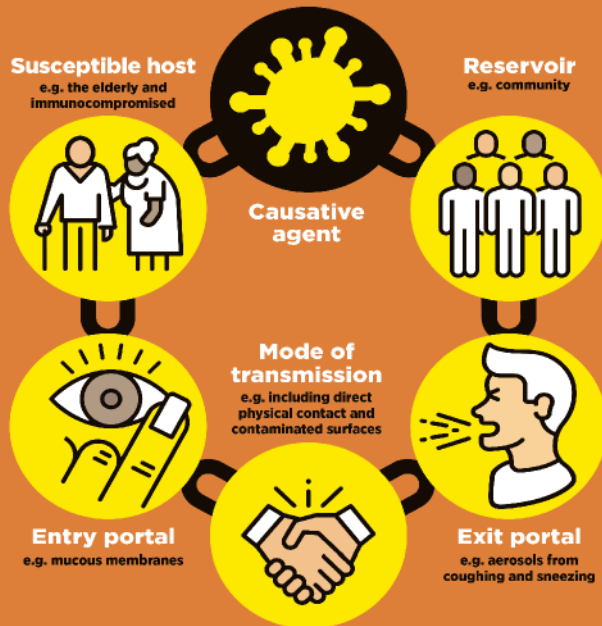 Susceptible host
e.g. the elderly and
immunocompromised
Reservoir
e.g. community
Causative
agent
Mode of
transmission
e.g. including direct
physical contact and
contaminated surfaces
Entry portal
e.g. mucous membranes
Exit portal
e.g. aerosols from
coughing and sneezing